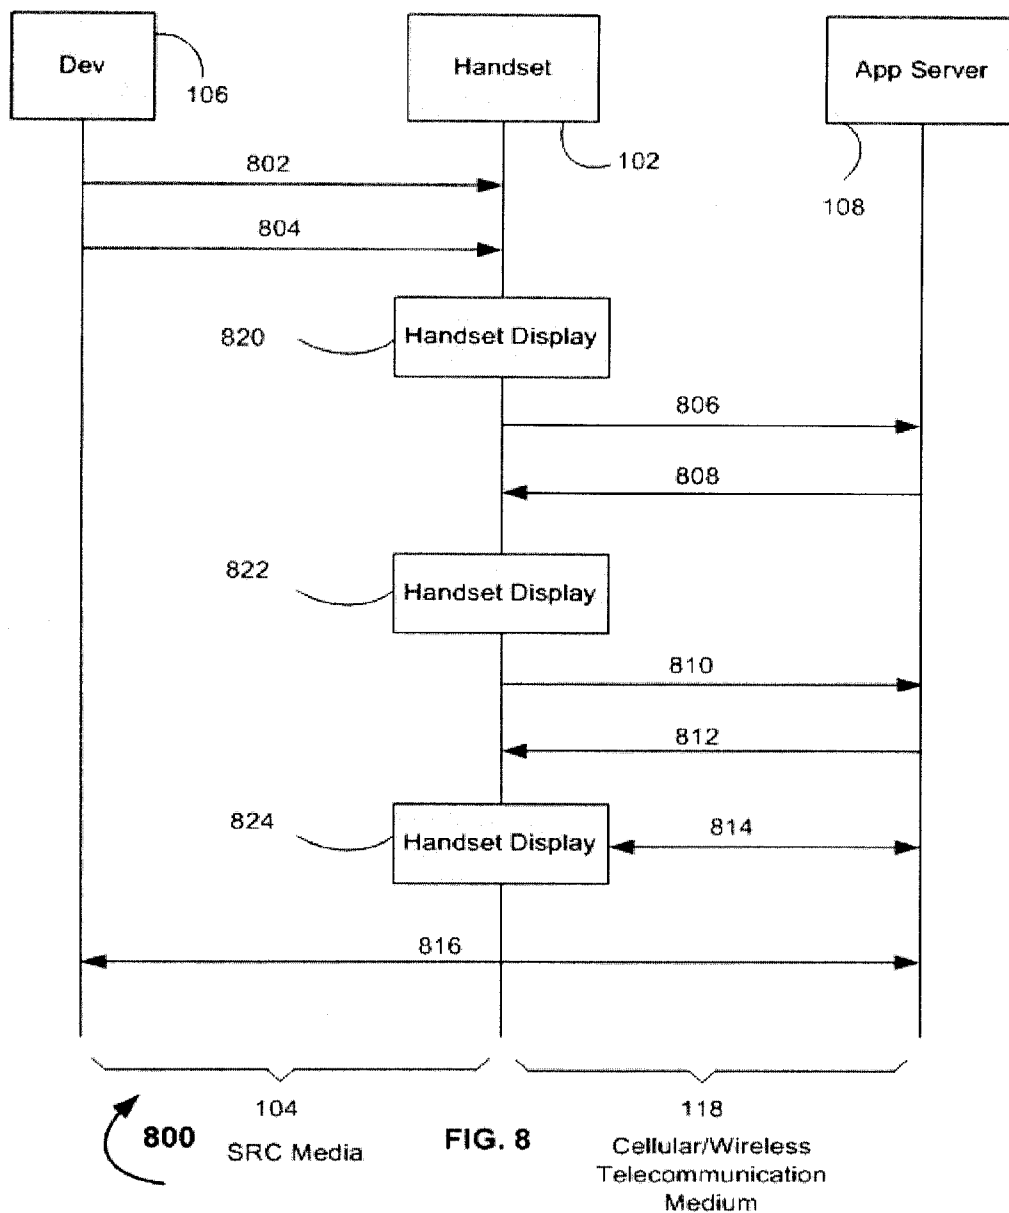 Dev
Handset
App Server
106
102
108
802
804
820
Handset Display
806
808
822
Handset Display
810
812
824
Handset Display
814
816
104
118
800
SRC Media
FIG. 8
Cellular/Wireless
Telecommunication
Medium